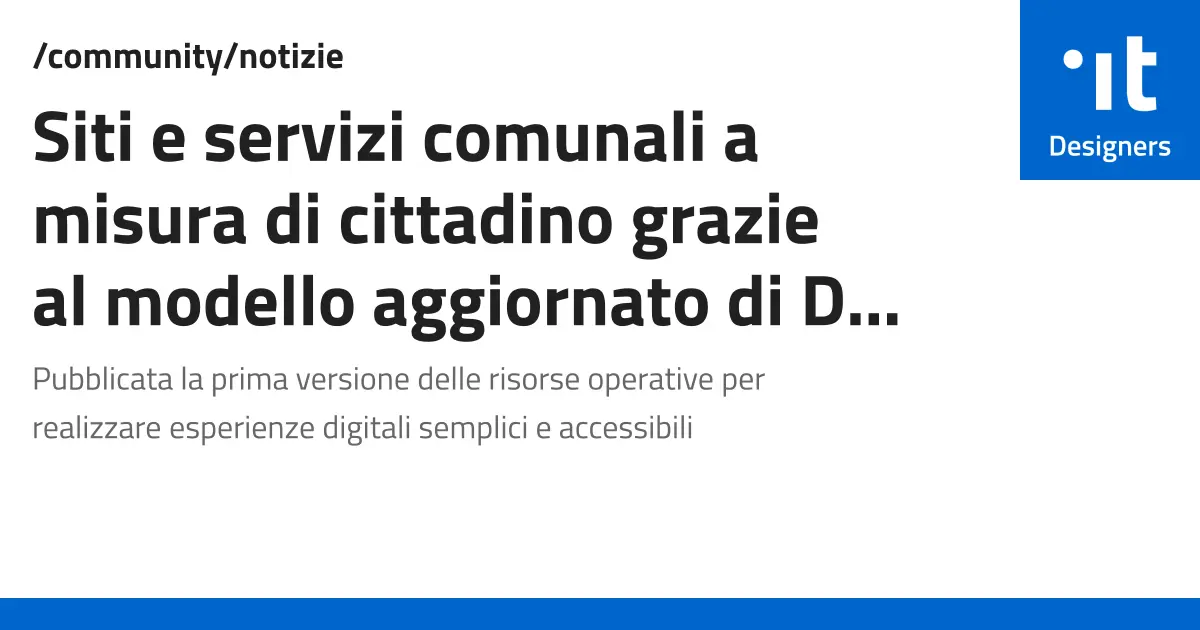 /community/notizie
Siti e servizi comunali a
misura di cittadino grazie
al modello aggiornato di D...
Pubblicata la prima versione delle risorse operative per
realizzare esperienze digitali semplici e accessibili
it
Designers